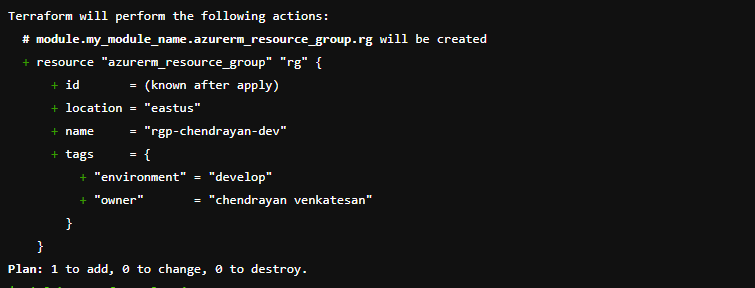 Terraform will perform the following actions:
# module.my_module_name.azurerm_resource_group.rg will be created
+ resource "azurerm_resource_group" "rg" {
+ id       = (known after apply)
+ location = "eastus"
+ name     = "rgp-chendrayan-dev"
+ tags     = {
+ "environment" = "develop"
+ "owner"       = "chendrayan venkatesan"
}
}
Plan: 1 to add, 0 to change, 0 to destroy.